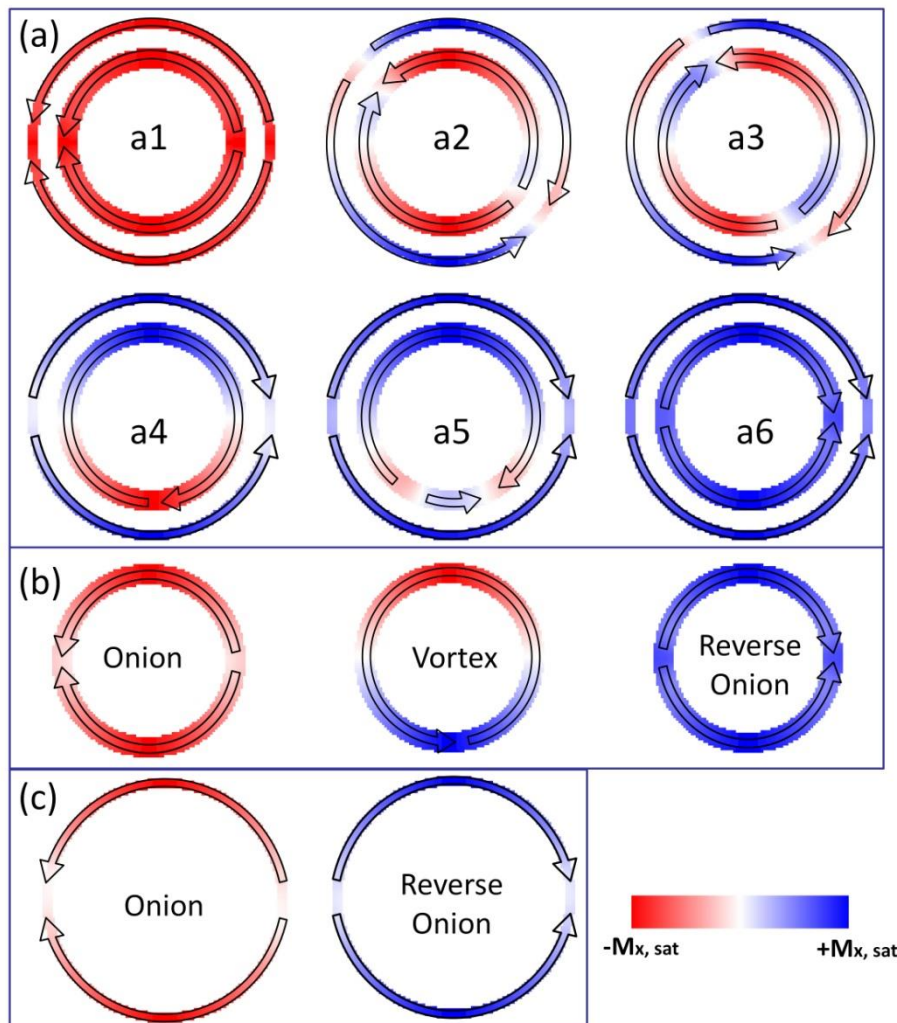 (a)
a1
a2
a3
a4
a5
a6
(b)
Onion
Vortex
Reverse
Onion
(c)
Onion
Reverse
Onion
-Mx, sat
+Mx, sat